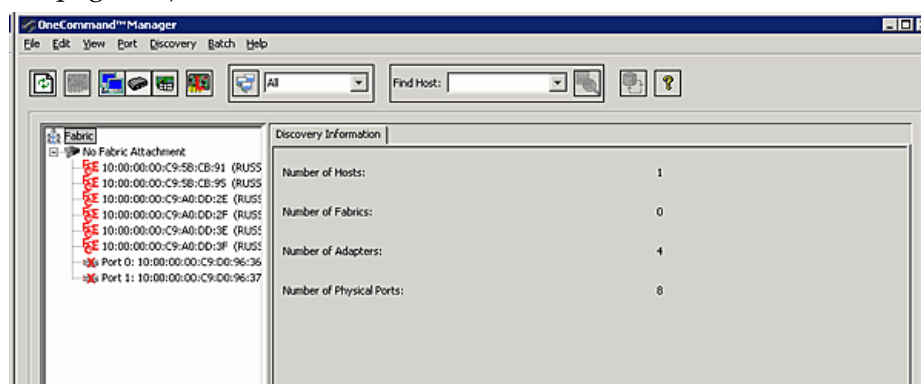 OneCommand™Manager
File Edit View Port Discovery Batch Help
All
Find Host:
Fabric
No Fabric Attachment
10:00:00:00:C9:5B:CB:91 (RUSS
10:00:00:00:C9:5B:CB:95 (RUSS
10:00:00:00:C9:A0:DD:2E (RUSS
10:00:00:00:C9:A0:DD:2F (RUSS
10:00:00:00:C9:A0:DD:3E (RUSS
10:00:00:00:C9:A0:DD:3F (RUSS
Port 0: 10:00:00:00:C9:D0:96:36
Port 1: 10:00:00:00:C9:D0:96:37
Discovery Information
Number of Hosts: 1
Number of Fabrics: 0
Number of Adapters: 4
Number of Physical Ports: 8